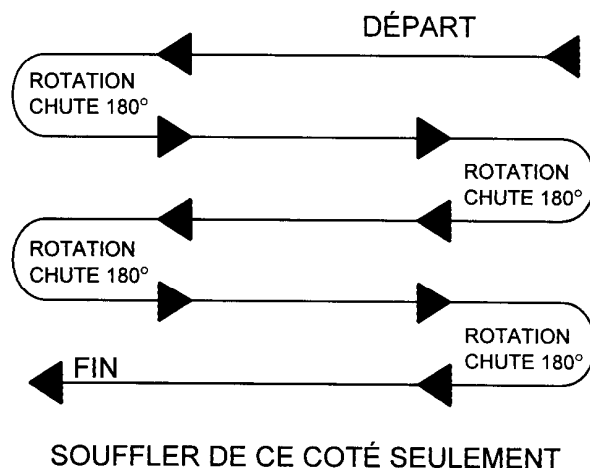 DÉPART
ROTATION
CHUTE 180°
ROTATION
CHUTE 180°
ROTATION
CHUTE 180°
ROTATION
CHUTE 180°
FIN
SOUFFLER DE CE COTÉ SEULEMENT